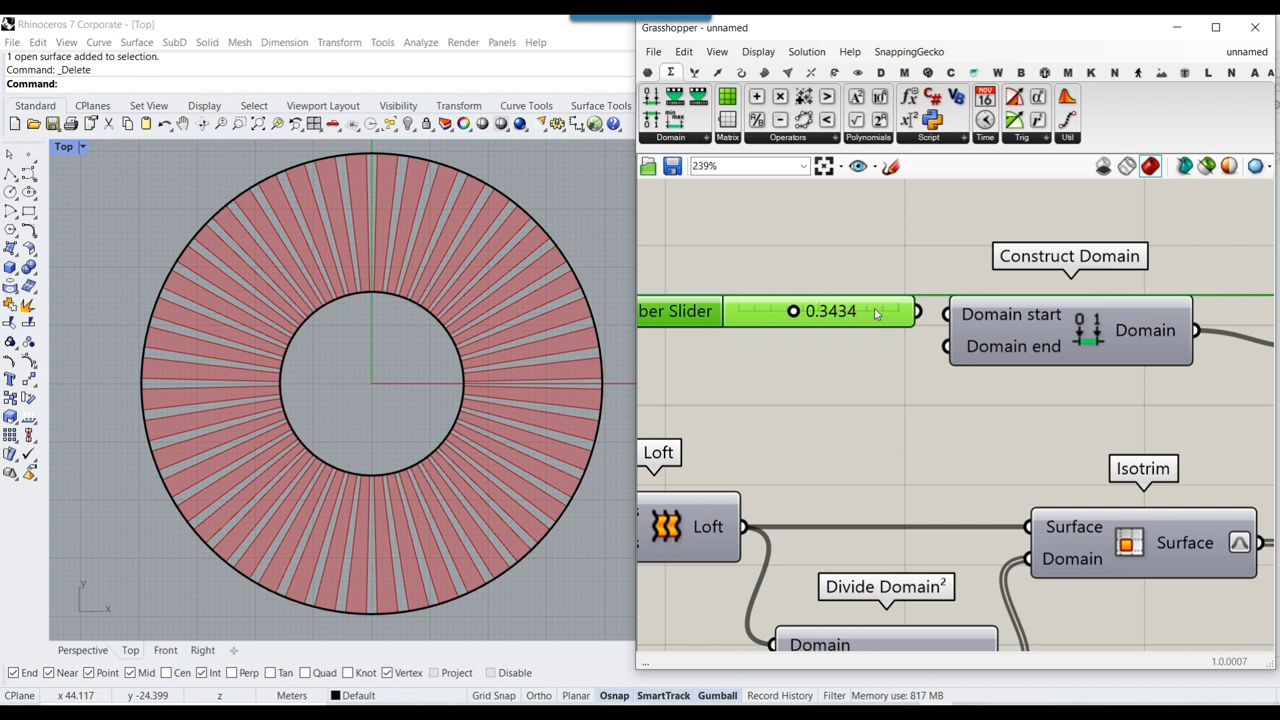 Rhinoceros 7 Corporate - [Top]
File Edit View Curve Surface SubD Solid Mesh Dimension Transform Tools Analyze Render Panels Help
1 open surface added to selection.
Command: _Delete
Command:
Standard CPlanes Set View Display Select Viewport Layout Visibility Transform Curve Tools Surface Tools
Top
y
x
Perspective Top Front Right
End Near Point Mid Cen Int Perp Tan Quad Knot Vertex Project Disable
CPlane x 44.117 y -24.399 z Meters Default Grid Snap Ortho Planar Osnap SmartTrack Gumball Record History Filter Memory use: 817 MB
Grasshopper - unnamed
File Edit View Display Solution Help SnappingGecko unnamed
Σ D M C W B M K N L N A A
Domain Matrix Operators Polynomials Script Time Trig Util
239%
Construct Domain
ber Slider 0.3434
Domain start
Domain end
0 1
Domain
Loft
Loft
Isotrim
Surface
Domain
Surface
Divide Domain²
Domain
... 1.0.0007